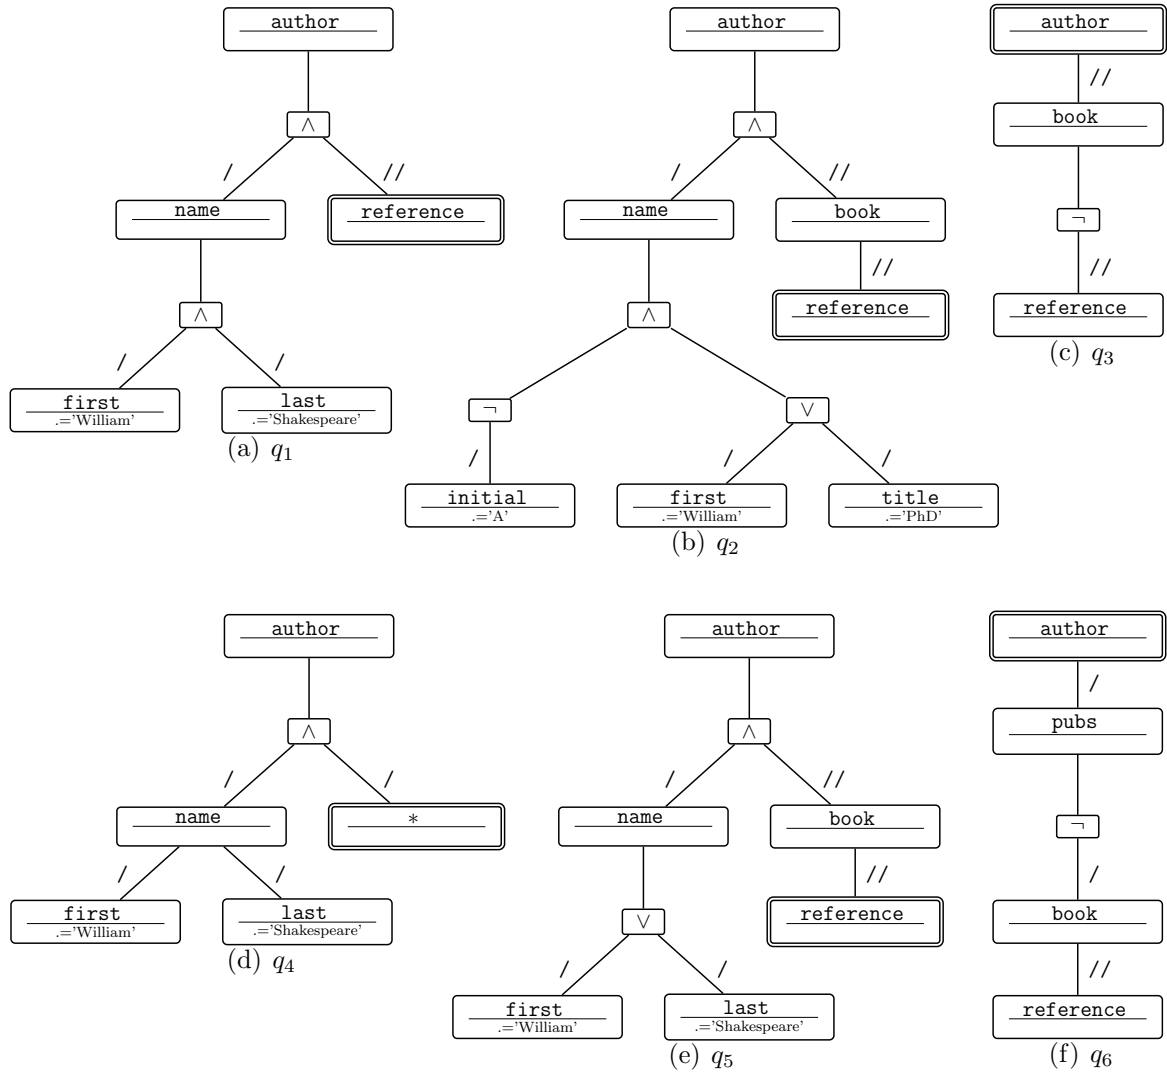 author
∧
/
//
name
reference
∧
/
/
first
.='William'
last
.='Shakespeare'
(a) q1
author
∧
/
//
name
book
//
∧
reference
¬
∨
/
/
/
initial
.='A'
first
.='William'
title
.='PhD'
(b) q2
author
//
book
¬
//
reference
(c) q3
author
∧
/
/
name
*
/
/
first
.='William'
last
.='Shakespeare'
(d) q4
author
∧
/
//
name
book
//
∨
reference
/
/
first
.='William'
last
.='Shakespeare'
(e) q5
author
/
pubs
¬
/
book
//
reference
(f) q6